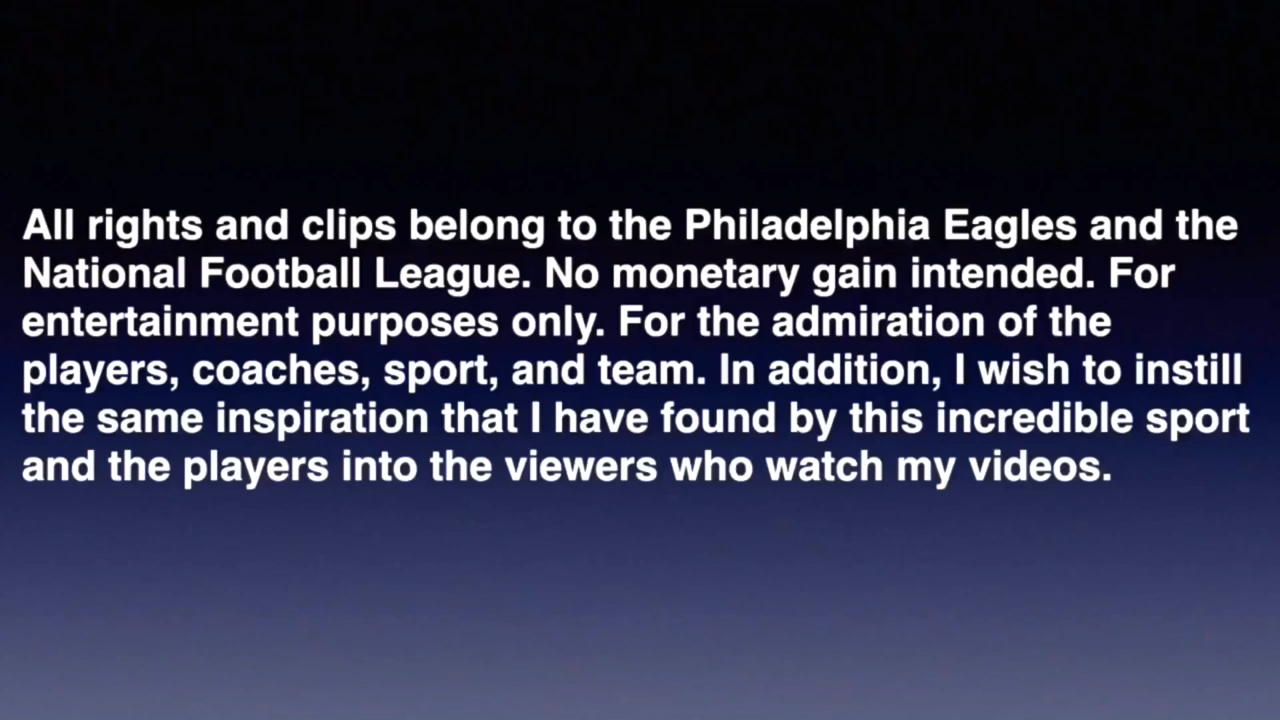 All rights and clips belong to the Philadelphia Eagles and the
National Football League. No monetary gain intended. For
entertainment purposes only. For the admiration of the
players, coaches, sport, and team. In addition, I wish to instill
the same inspiration that I have found by this incredible sport
and the players into the viewers who watch my videos.